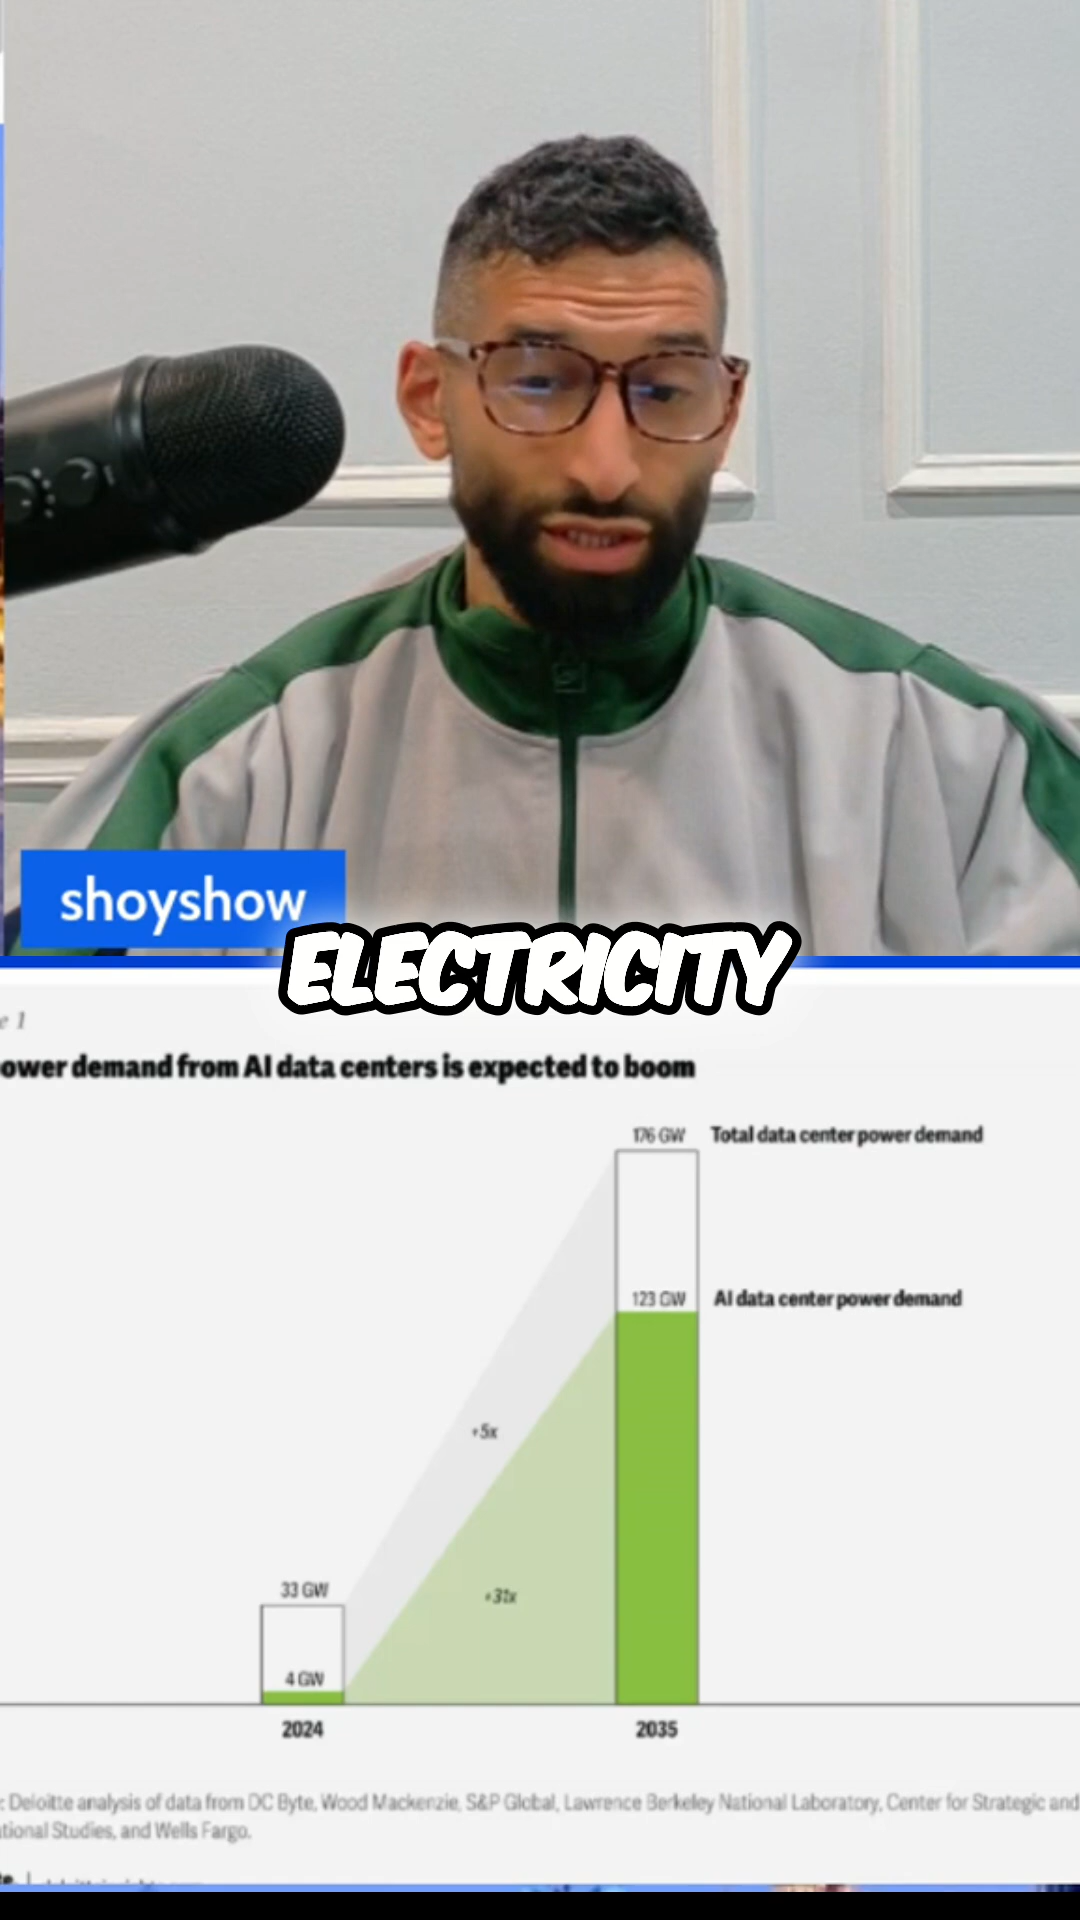 shoyshow
ELECTRICITY
e 1
ower demand from AI data centers is expected to boom
176 GW Total data center power demand
123 GW AI data center power demand
+5x
+31x
33 GW
4 GW
2024 2035
: Deloitte analysis of data from DC Byte, Wood Mackenzie, S&P Global, Lawrence Berkeley National Laboratory, Center for Strategic and
tional Studies, and Wells Fargo.